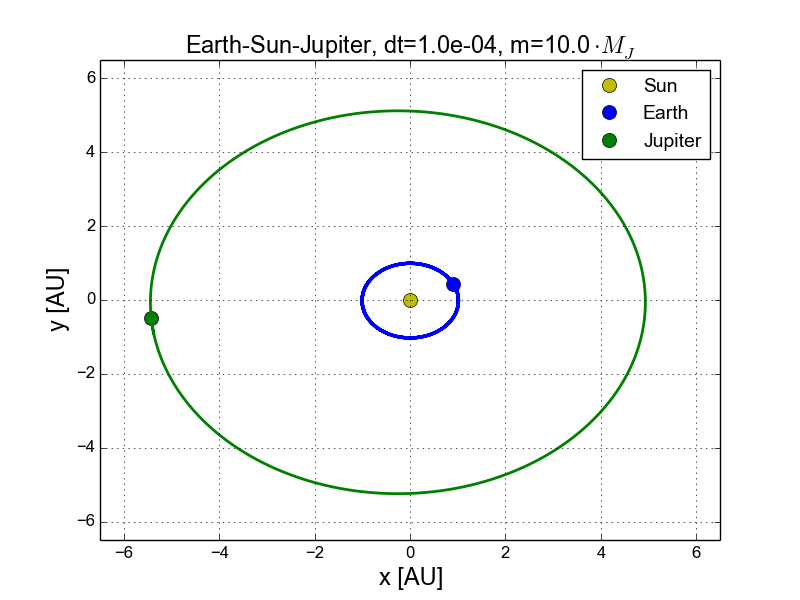 Earth-Sun-Jupiter, dt=1.0e-04, m=10.0 · M_J
Sun
Earth
Jupiter
y [AU]
6
4
2
0
−2
−4
−6
−6 −4 −2 0 2 4 6
x [AU]